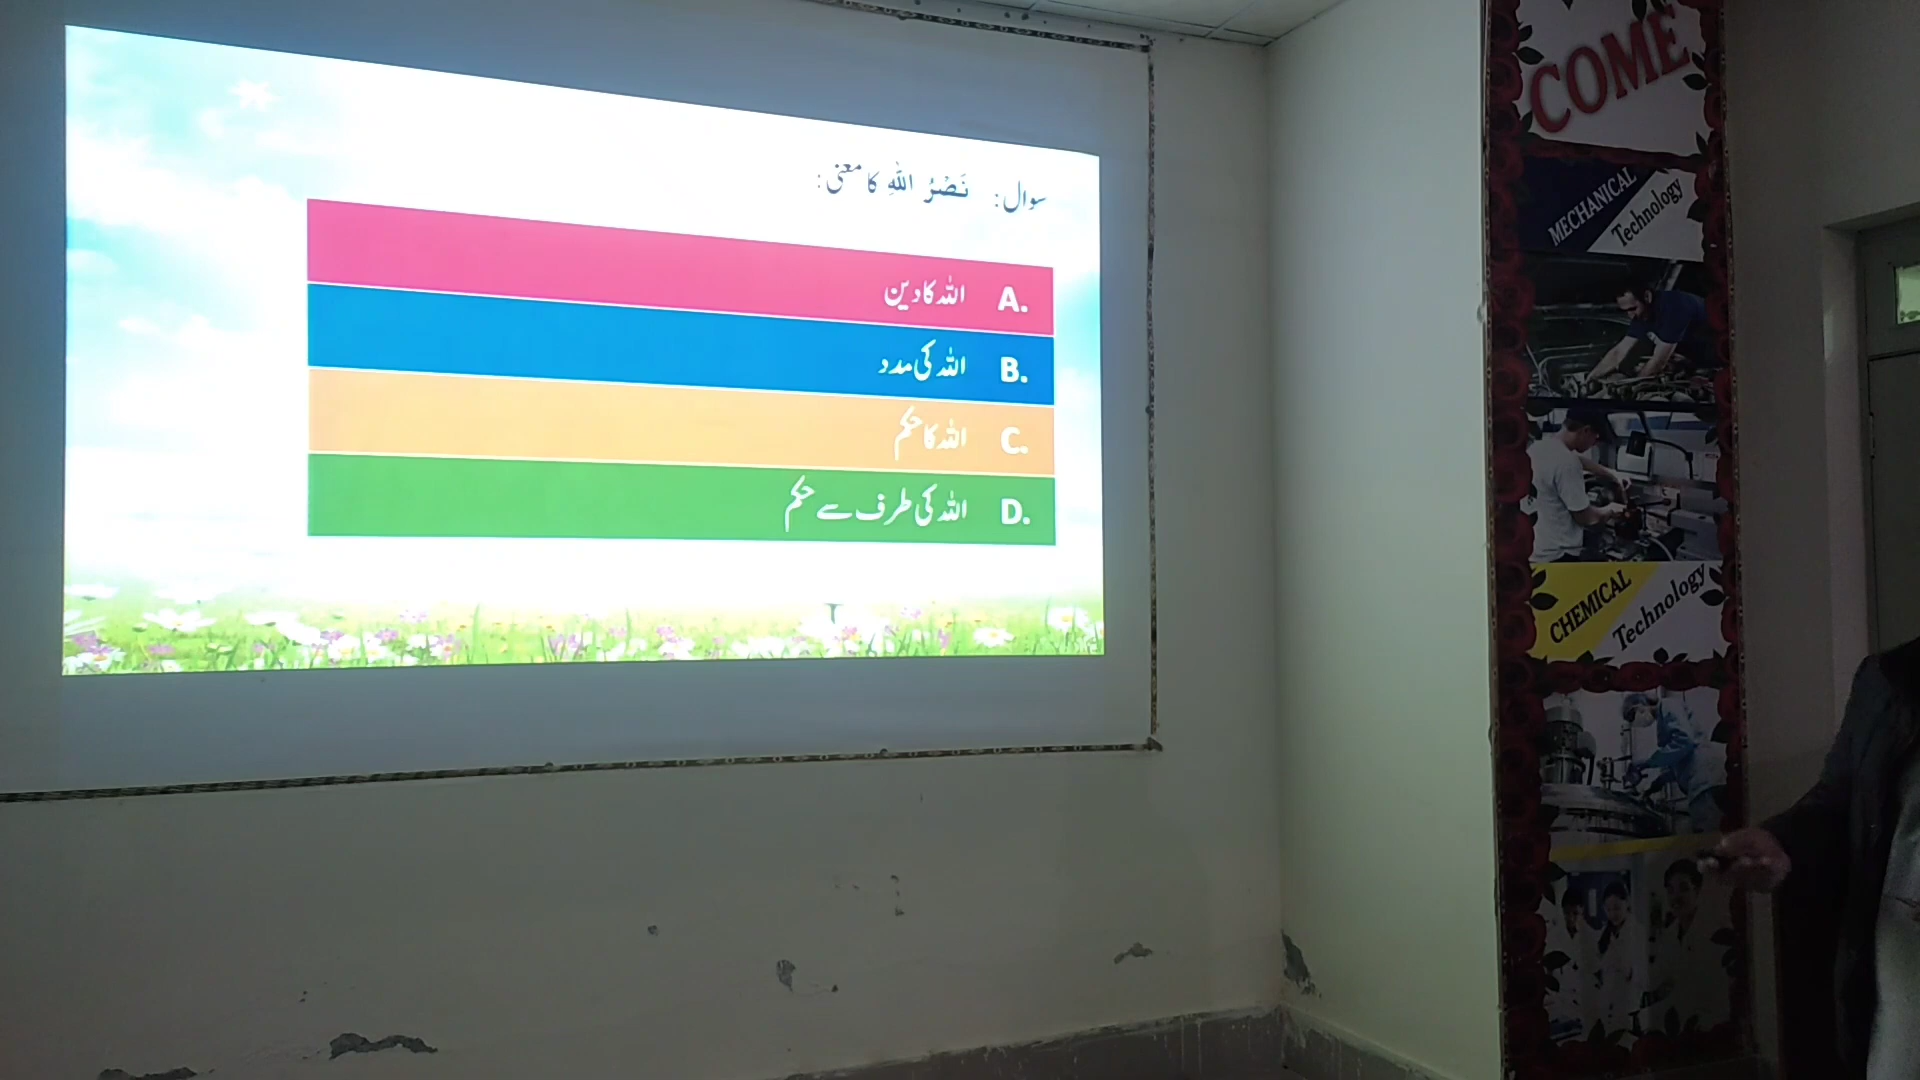 سوال: نَصْرُ اللّٰهِ کا معنی:
A. اللہ کا دین
B. اللہ کی مدد
C. اللہ کا حکم
D. اللہ کی طرف سے حکم
COME
MECHANICAL
Technology
CHEMICAL
Technology